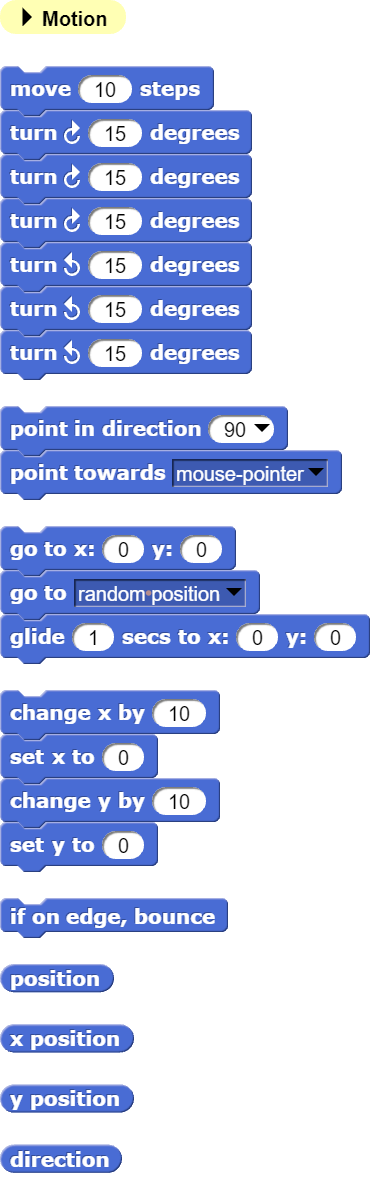 Motion
move 10 steps
turn 15 degrees
turn 15 degrees
turn 15 degrees
turn 15 degrees
turn 15 degrees
turn 15 degrees
point in direction 90
point towards mouse-pointer
go to x: 0 y: 0
go to random position
glide 1 secs to x: 0 y: 0
change x by 10
set x to 0
change y by 10
set y to 0
if on edge, bounce
position
x position
y position
direction